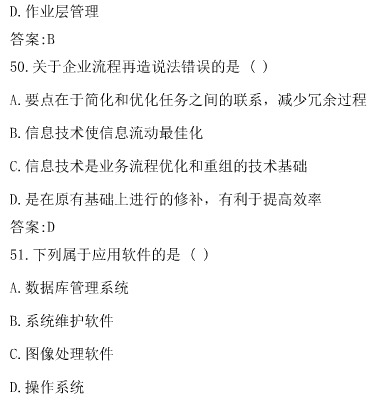 D.作业层管理
答案:B
50.关于企业流程再造说法错误的是 ( )
A.要点在于简化和优化任务之间的联系，减少冗余过程
B.信息技术使信息流动最佳化
C.信息技术是业务流程优化和重组的技术基础
D.是在原有基础上进行的修补，有利于提高效率
答案:D
51.下列属于应用软件的是 ( )
A.数据库管理系统
B.系统维护软件
C.图像处理软件
D.操作系统